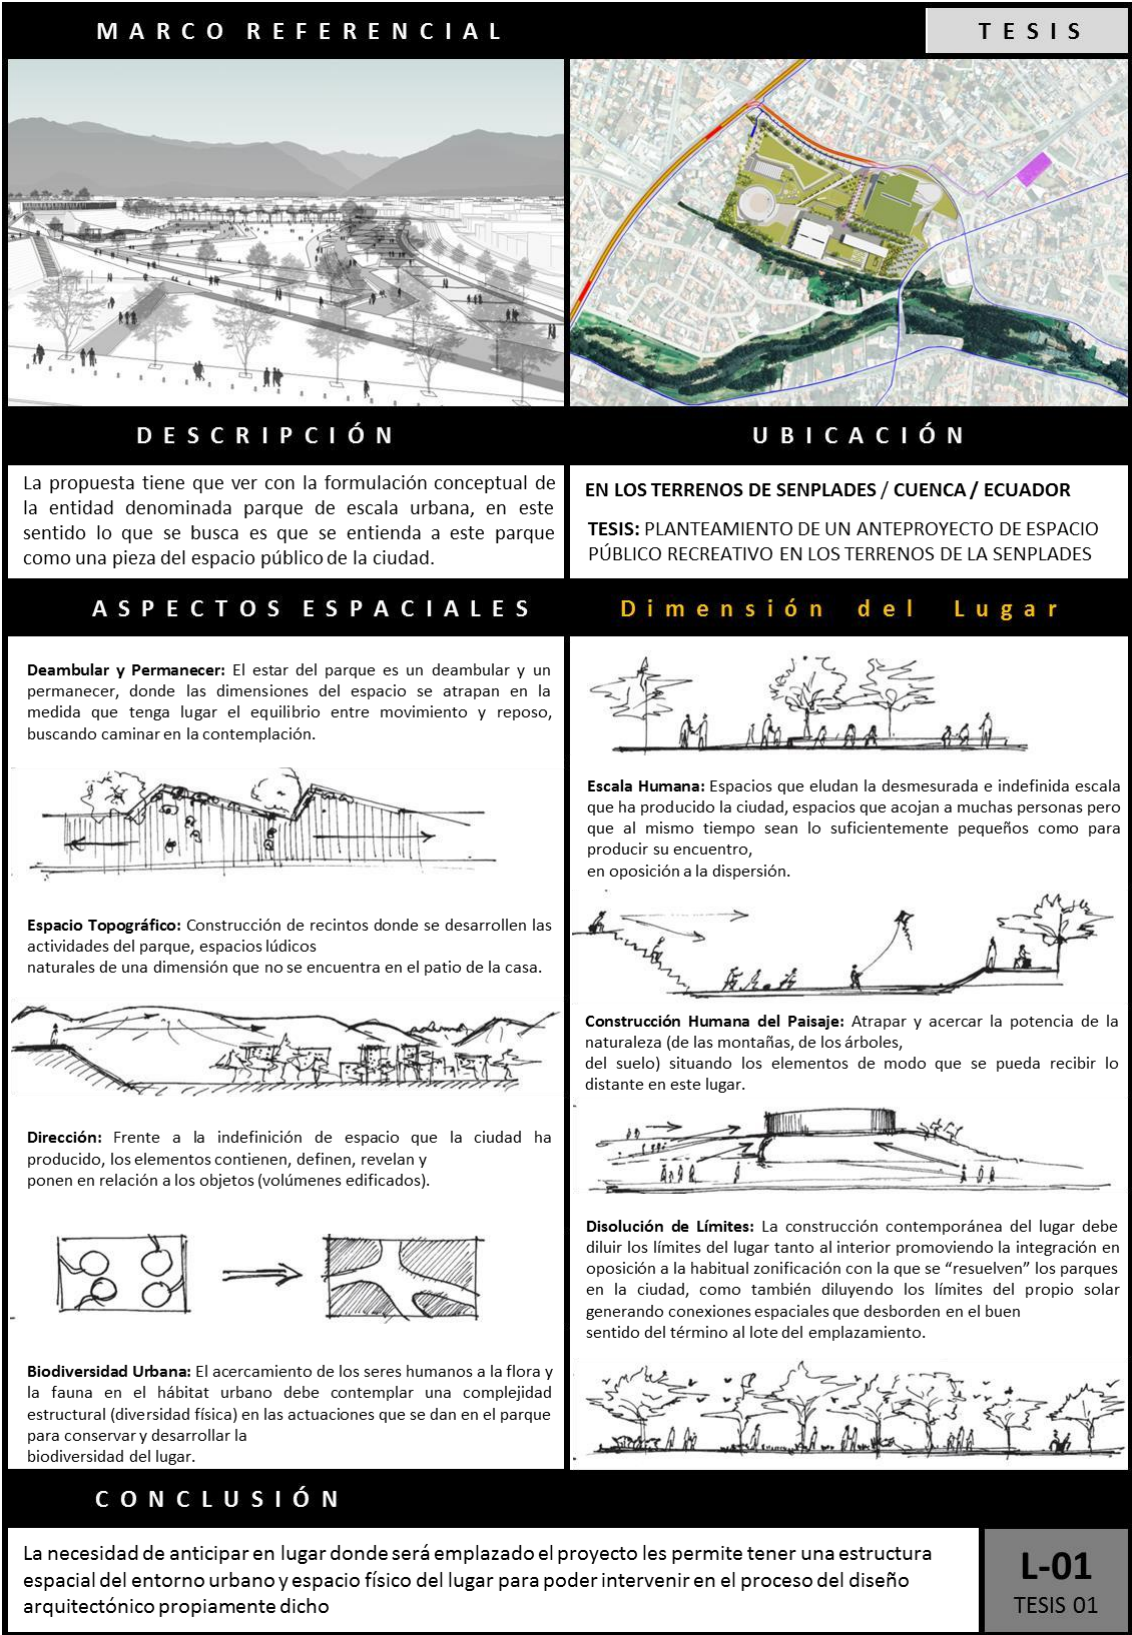 MARCO REFERENCIAL
TESIS
DESCRIPCIÓN
UBICACIÓN
La propuesta tiene que ver con la formulación conceptual de
la entidad denominada parque de escala urbana, en este
sentido lo que se busca es que se entienda a este parque
como una pieza del espacio público de la ciudad.
EN LOS TERRENOS DE SENPLADES / CUENCA / ECUADOR
TESIS: PLANTEAMIENTO DE UN ANTEPROYECTO DE ESPACIO
PÚBLICO RECREATIVO EN LOS TERRENOS DE LA SENPLADES
ASPECTOS ESPACIALES
Dimensión del Lugar
Deambular y Permanecer: El estar del parque es un deambular y un
permanecer, donde las dimensiones del espacio se atrapan en la
medida que tenga lugar el equilibrio entre movimiento y reposo,
buscando caminar en la contemplación.
Espacio Topográfico: Construcción de recintos donde se desarrollen las
actividades del parque, espacios lúdicos
naturales de una dimensión que no se encuentra en el patio de la casa.
Dirección: Frente a la indefinición de espacio que la ciudad ha
producido, los elementos contienen, definen, revelan y
ponen en relación a los objetos (volúmenes edificados).
Biodiversidad Urbana: El acercamiento de los seres humanos a la flora y
la fauna en el hábitat urbano debe contemplar una complejidad
estructural (diversidad física) en las actuaciones que se dan en el parque
para conservar y desarrollar la
biodiversidad del lugar.
Escala Humana: Espacios que eludan la desmesurada e indefinida escala
que ha producido la ciudad, espacios que acojan a muchas personas pero
que al mismo tiempo sean lo suficientemente pequeños como para
producir su encuentro,
en oposición a la dispersión.
Construcción Humana del Paisaje: Atrapar y acercar la potencia de la
naturaleza (de las montañas, de los árboles,
del suelo) situando los elementos de modo que se pueda recibir lo
distante en este lugar.
Disolución de Límites: La construcción contemporánea del lugar debe
diluir los límites del lugar tanto al interior promoviendo la integración en
oposición a la habitual zonificación con la que se “resuelven” los parques
en la ciudad, como también diluyendo los límites del propio solar
generando conexiones espaciales que desborden en el buen
sentido del término al lote del emplazamiento.
CONCLUSIÓN
La necesidad de anticipar en lugar donde será emplazado el proyecto les permite tener una estructura
espacial del entorno urbano y espacio físico del lugar para poder intervenir en el proceso del diseño
arquitectónico propiamente dicho
L-01
TESIS 01